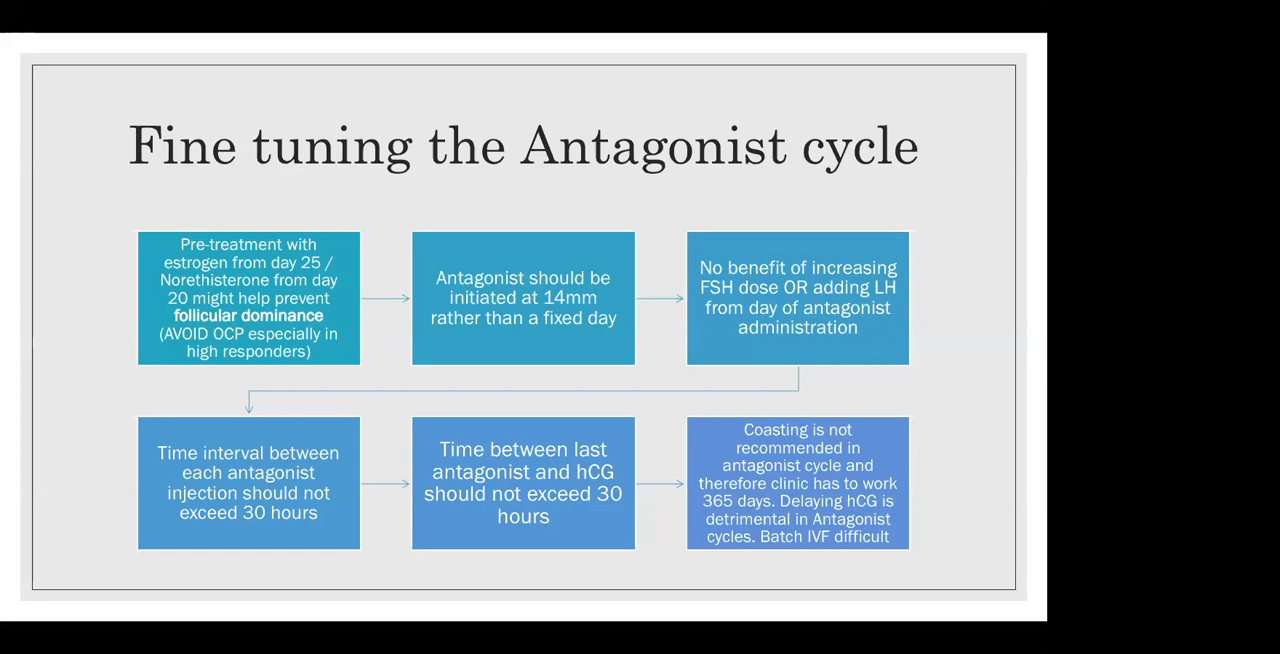 Fine tuning the Antagonist cycle
Pre-treatment with
estrogen from day 25 /
Norethisterone from day
20 might help prevent
follicular dominance
(AVOID OCP especially in
high responders)
Antagonist should be
initiated at 14mm
rather than a fixed day
No benefit of increasing
FSH dose OR adding LH
from day of antagonist
administration
Time interval between
each antagonist
injection should not
exceed 30 hours
Time between last
antagonist and hCG
should not exceed 30
hours
Coasting is not
recommended in
antagonist cycle and
therefore clinic has to work
365 days. Delaying hCG is
detrimental in Antagonist
cycles. Batch IVF difficult